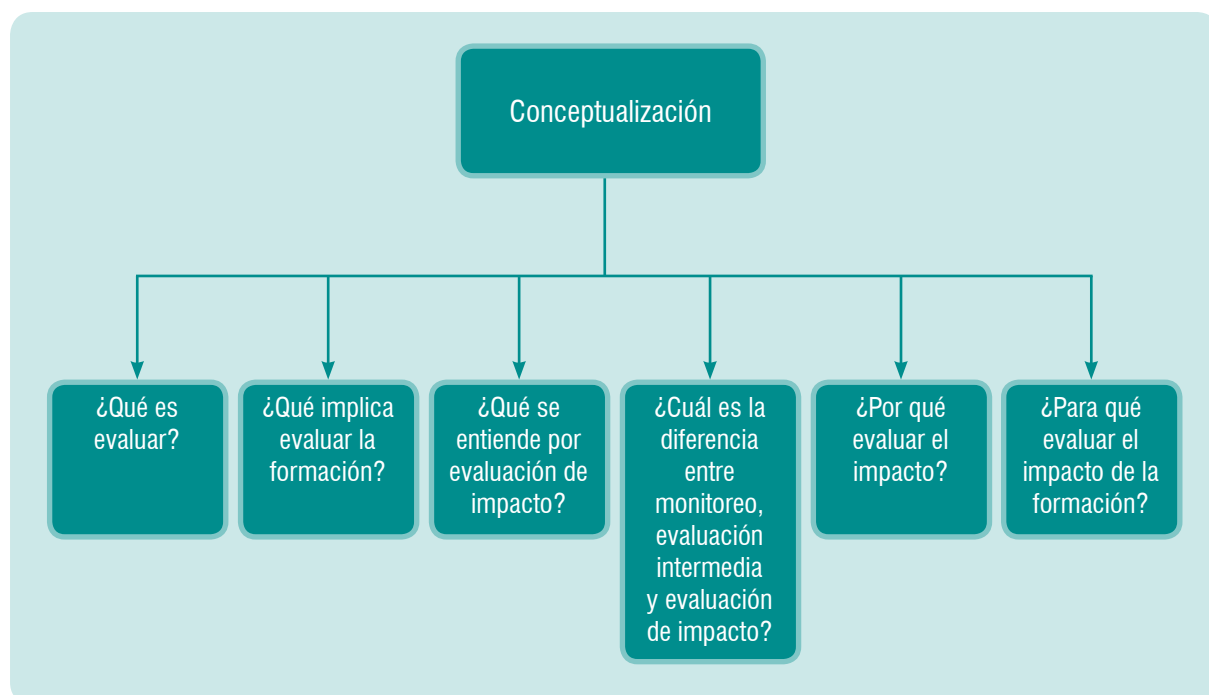 Conceptualización
¿Qué es
evaluar?
¿Qué implica
evaluar la
formación?
¿Qué se
entiende por
evaluación de
impacto?
¿Cuál es la
diferencia
entre
monitoreo,
evaluación
intermedia
y evaluación
de impacto?
¿Por qué
evaluar el
impacto?
¿Para qué
evaluar el
impacto de la
formación?